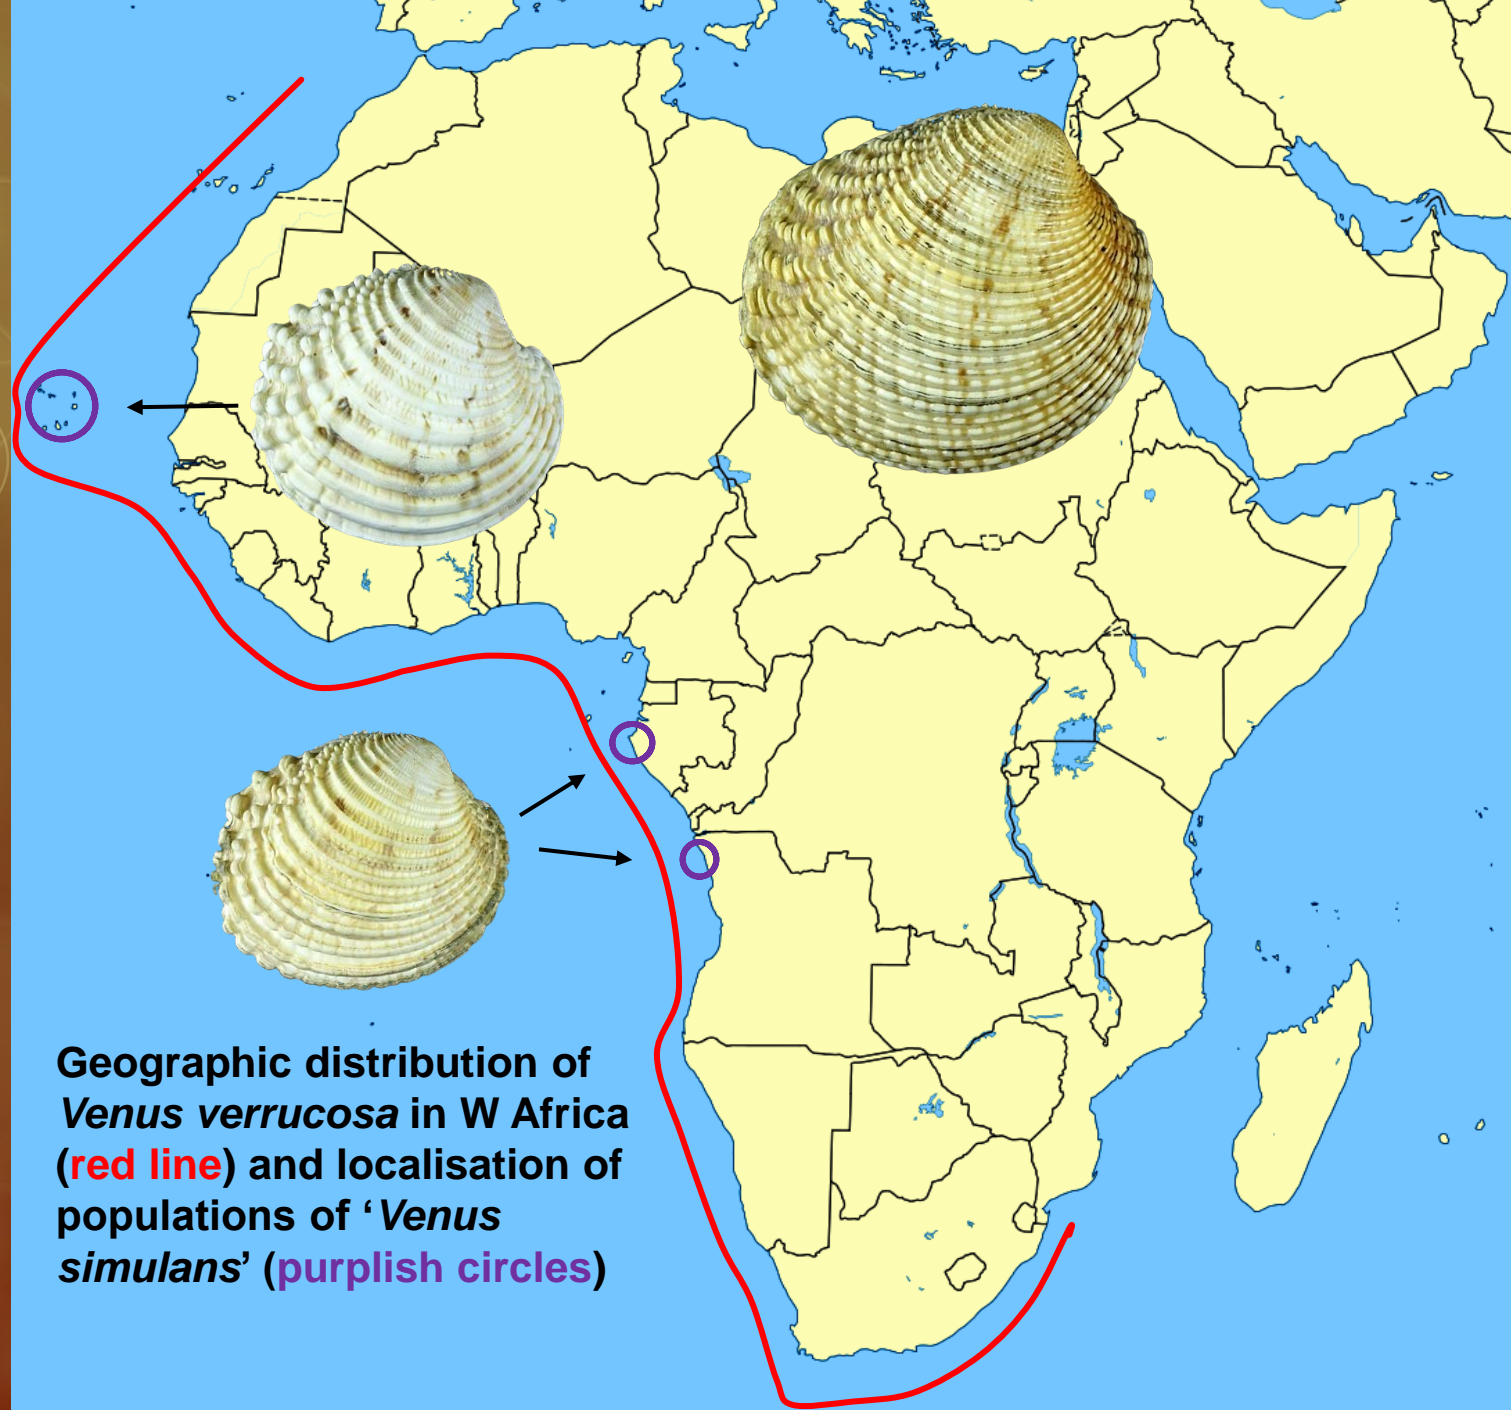 Geographic distribution of
Venus verrucosa in W Africa
(red line) and localisation of
populations of ‘Venus
simulans’ (purplish circles)